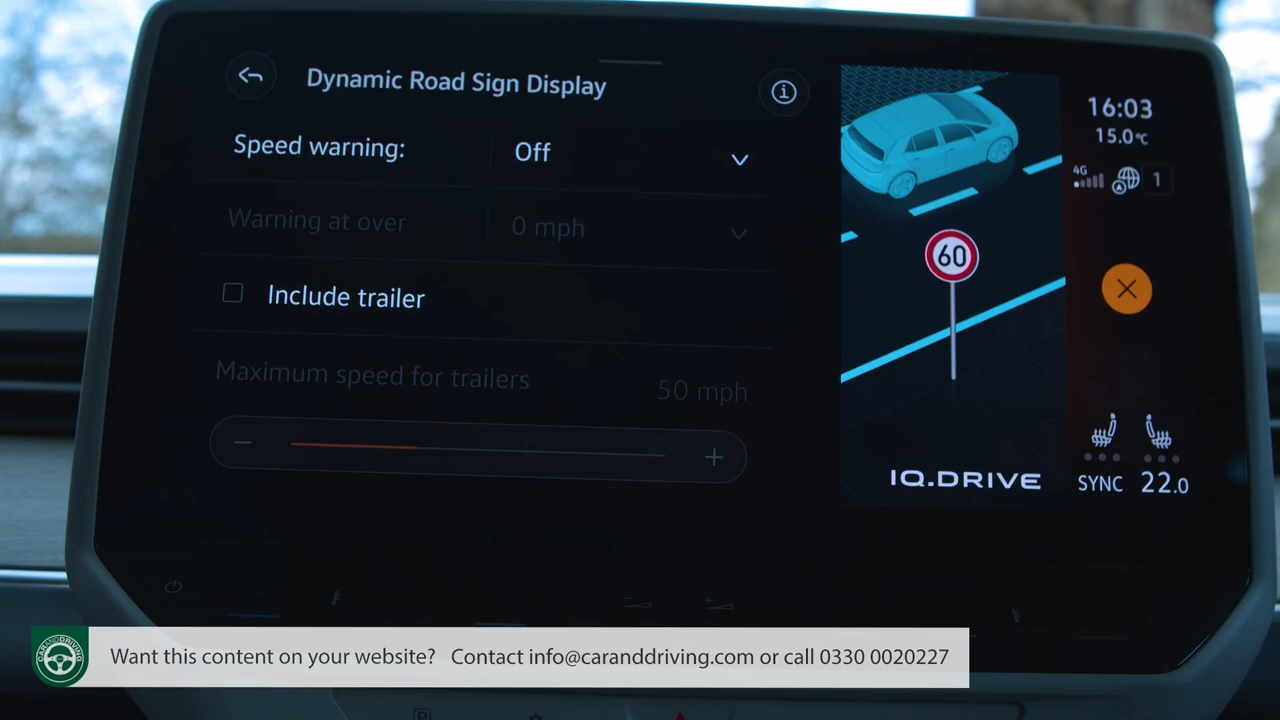 Dynamic Road Sign Display
Speed warning: Off
Warning at over 0 mph
Include trailer
Maximum speed for trailers 50 mph
60
IQ.DRIVE
16:03
15.0°C
4G
1
SYNC 22.0
CARANDDRIVING
Want this content on your website? Contact info@caranddriving.com or call 0330 0020227
P